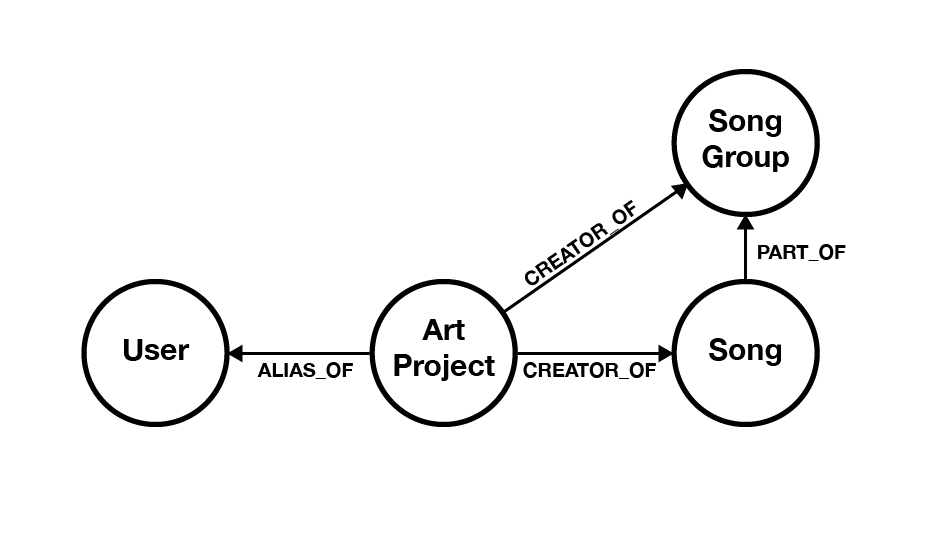 Song
Group
CREATOR_OF
PART_OF
User
ALIAS_OF
Art
Project
CREATOR_OF
Song